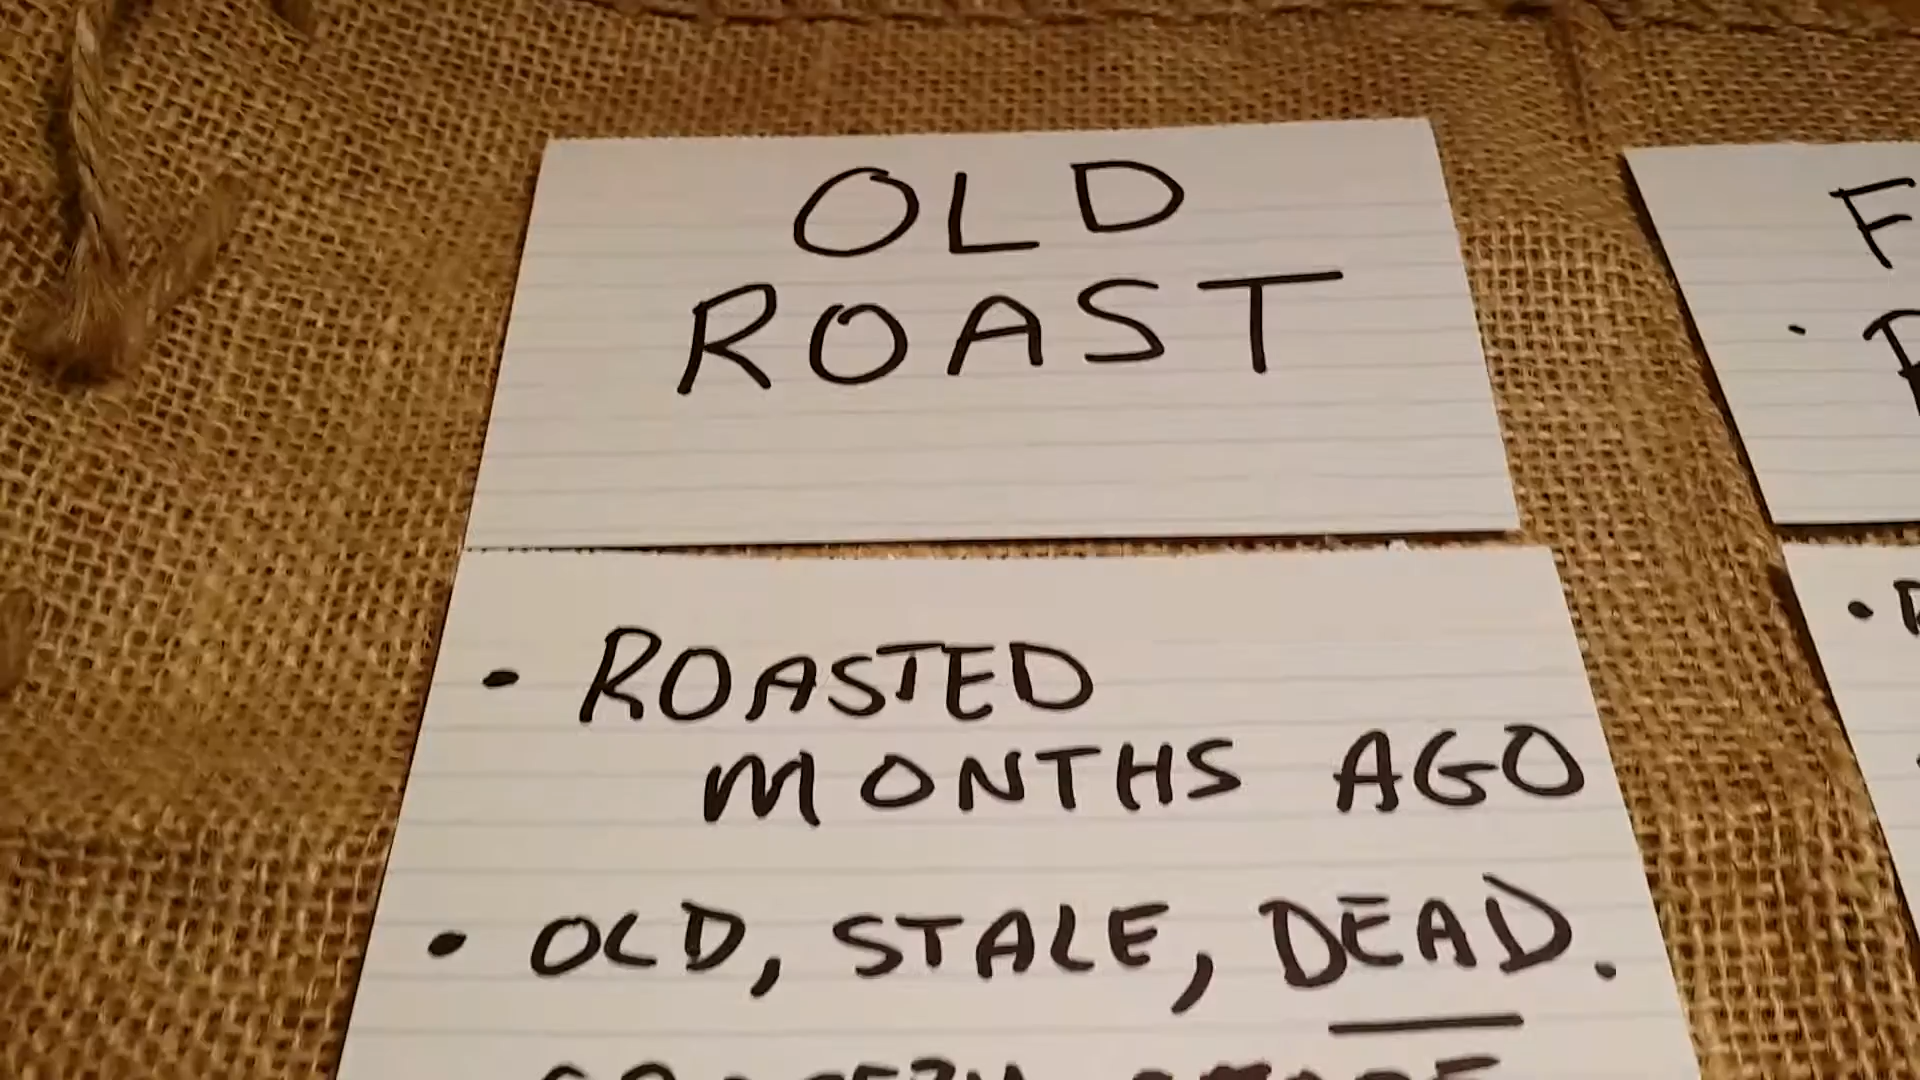 OLD
ROAST
• ROASTED
MONTHS AGO
• OLD, STALE, DEAD.